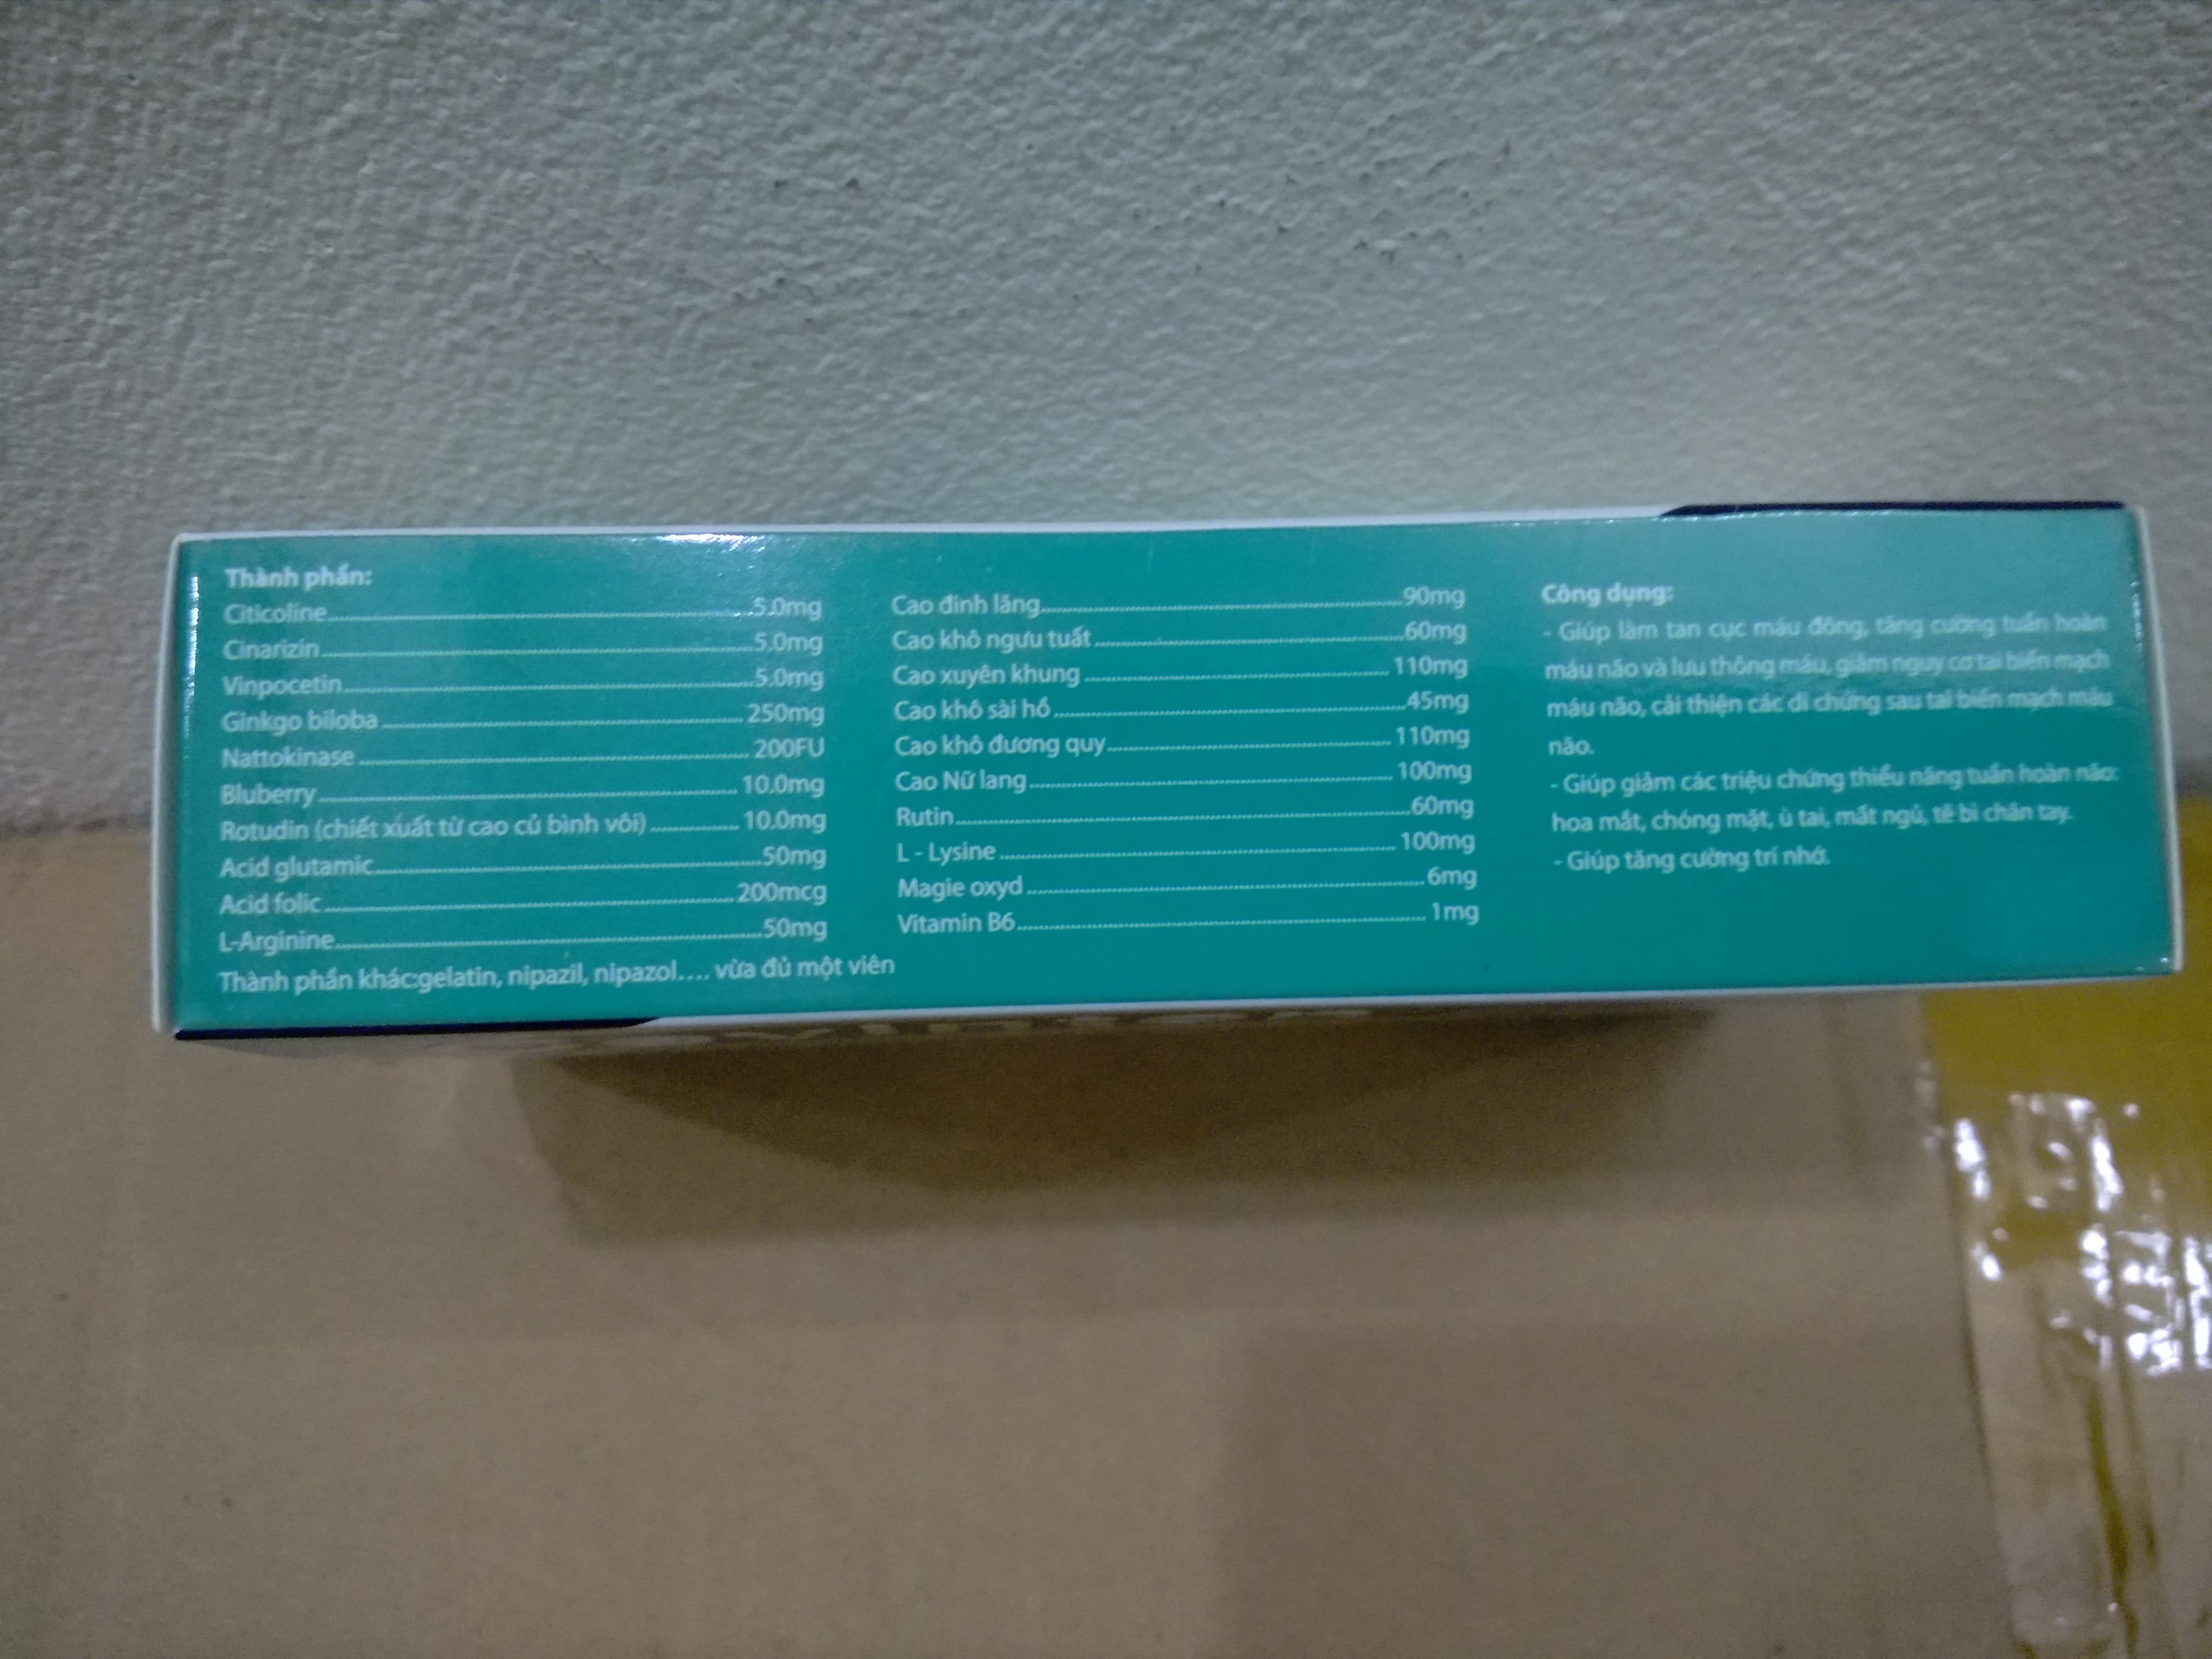 Thành phần:
Citicoline 5.0mg
Cinarizin 5.0mg
Vinpocetin 5.0mg
Ginkgo biloba 250mg
Nattokinase 200FU
Bluberry 10.0mg
Rotudin (chiết xuất từ cao củ bình vôi) 10.0mg
Acid glutamic 50mg
Acid folic 200mcg
L-Arginine 50mg
Thành phần khác:gelatin, nipazil, nipazol.... vừa đủ một viên
Cao đinh lăng 90mg
Cao khô ngưu tuất 60mg
Cao xuyên khung 110mg
Cao khô sài hồ 45mg
Cao khô đương quy 110mg
Cao Nữ lang 100mg
Rutin 60mg
L - Lysine 100mg
Magie oxyd 6mg
Vitamin B6 1mg
Công dụng:
- Giúp làm tan cục máu đông, tăng cường tuần hoàn
máu não và lưu thông máu, giảm nguy cơ tai biến mạch
máu não, cải thiện các di chứng sau tai biến mạch máu
não.
- Giúp giảm các triệu chứng thiểu năng tuần hoàn não:
hoa mắt, chóng mặt, ù tai, mất ngủ, tê bì chân tay.
- Giúp tăng cường trí nhớ.